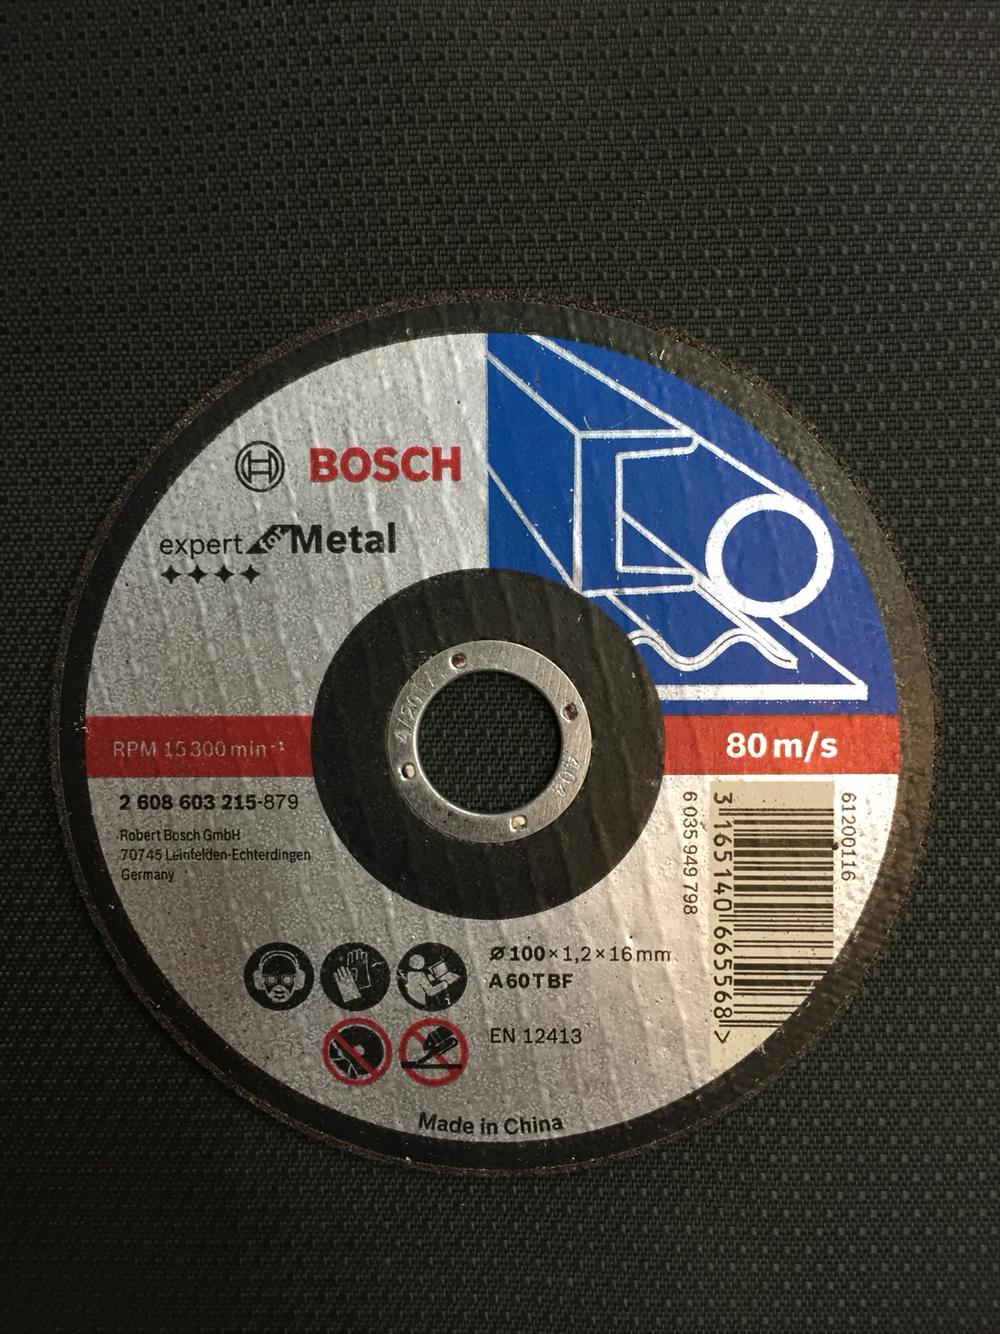 BOSCH
expert for Metal
RPM 15 300 min⁻¹
80 m/s
2 608 603 215-879
Robert Bosch GmbH
70745 Leinfelden-Echterdingen
Germany
6 035 949 798
3 165140 665568 >
61200116
Ø 100 × 1,2 × 16 mm
A 60 T BF
EN 12413
Made in China
404